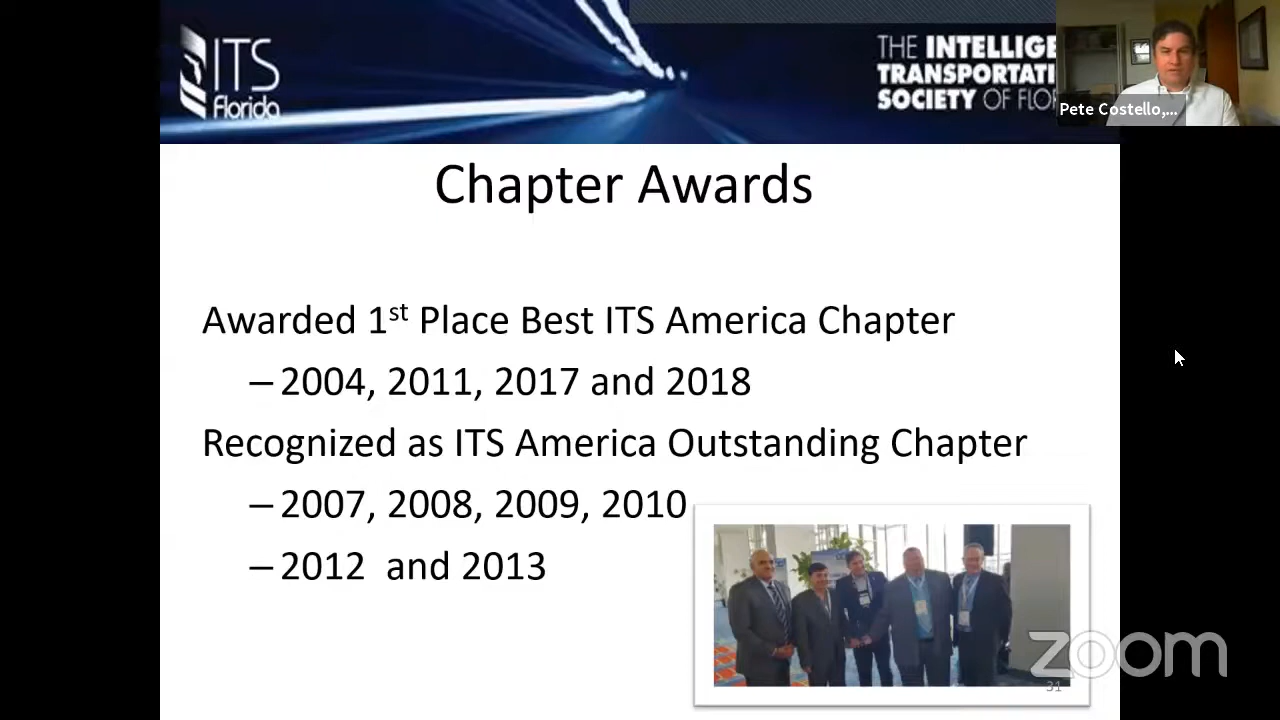 ITS
Florida
THE INTELLIGE
TRANSPORTATI
SOCIETY OF FLO
Pete Costello,...
Chapter Awards
Awarded 1st Place Best ITS America Chapter
– 2004, 2011, 2017 and 2018
Recognized as ITS America Outstanding Chapter
– 2007, 2008, 2009, 2010
– 2012 and 2013
zoom
31